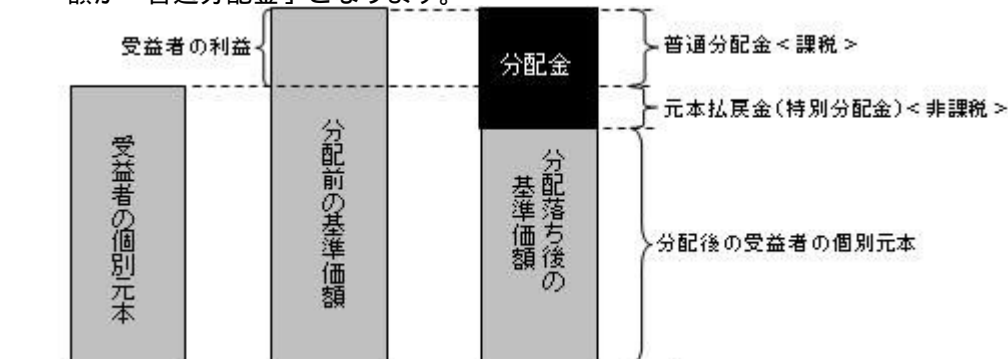 額が「普通分配金」となります。
受益者の利益
普通分配金<課税>
分配金
元本払戻金(特別分配金)<非課税>
受益者の個別元本
分配前の基準価額
分配落ち後の
基準価額
分配後の受益者の個別元本